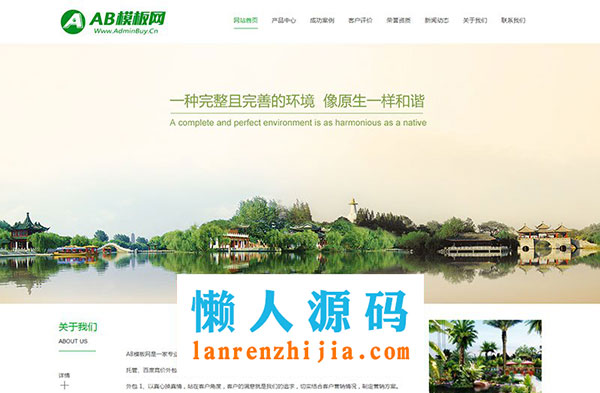 AB模板网
Www.AdminBuy.Cn
网站首页 产品中心 成功案例 客户评价 荣誉资质 新闻动态 关于我们 联系我们
一种完整且完善的环境 像原生一样和谐
A complete and perfect environment is as harmonious as a native
懒人源码
lanrenzhijia.com
关于我们
ABOUT US
AB模板网是一家专业
托管、百度竞价外包
详情
外包 1、以真心换真情，站在客户角度，客户的满意就是我们的追求，切实结合客户营销情况，制定营销方案。